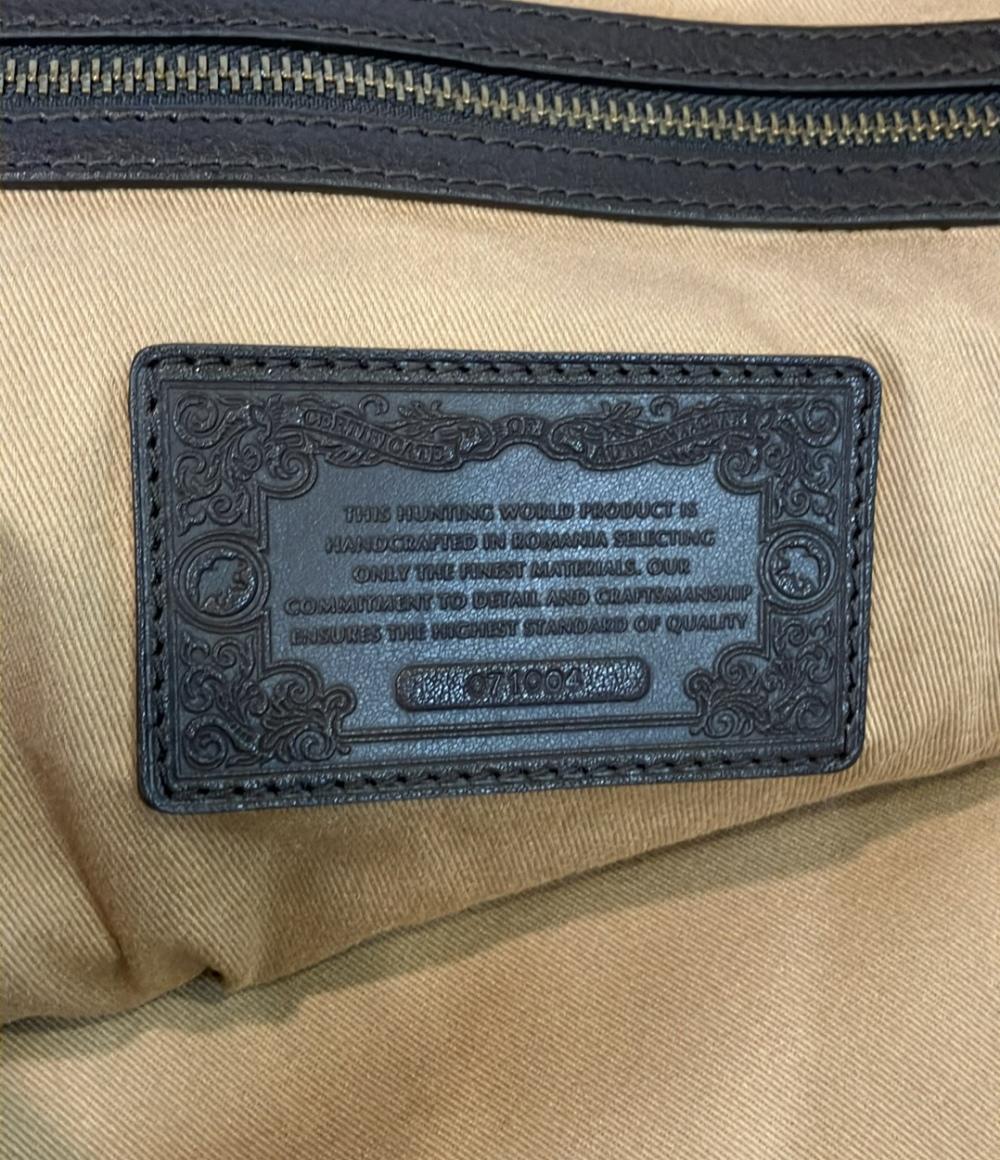 CERTIFICATE OF AUTHENTICITY
THIS HUNTING WORLD PRODUCT IS
HANDCRAFTED IN ROMANIA SELECTING
ONLY THE FINEST MATERIALS. OUR
COMMITMENT TO DETAIL AND CRAFTSMANSHIP
ENSURES THE HIGHEST STANDARD OF QUALITY
071004